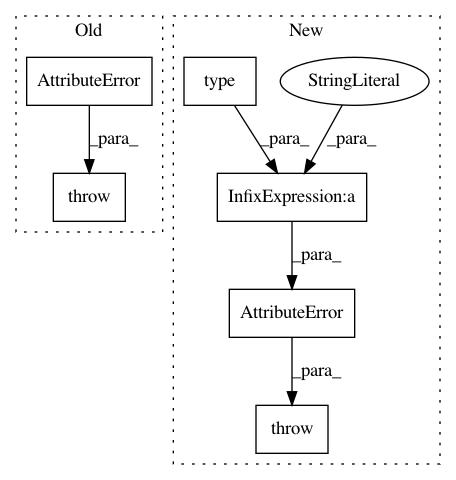 Old
New
AttributeError
type
StringLiteral
_para_
_para_
_para_
throw
InfixExpression:a
_para_
AttributeError
_para_
throw